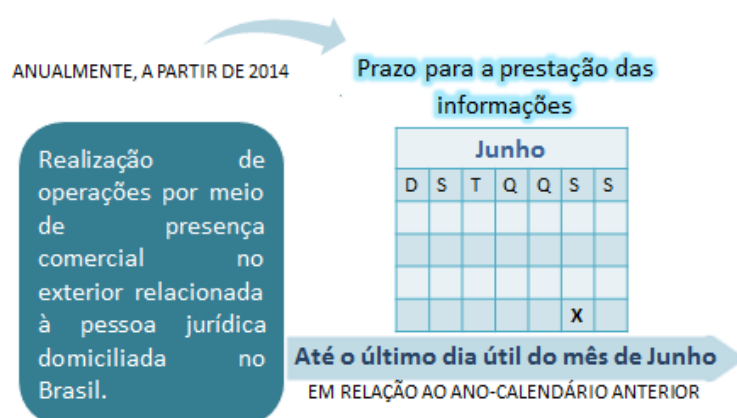 ANUALMENTE, A PARTIR DE 2014
Prazo para a prestação das
informações
Realização de
operações por meio
de presença
comercial no
exterior relacionada
à pessoa jurídica
domiciliada no
Brasil.
Junho
D S T Q Q S S
X
Até o último dia útil do mês de Junho
EM RELAÇÃO AO ANO-CALENDÁRIO ANTERIOR